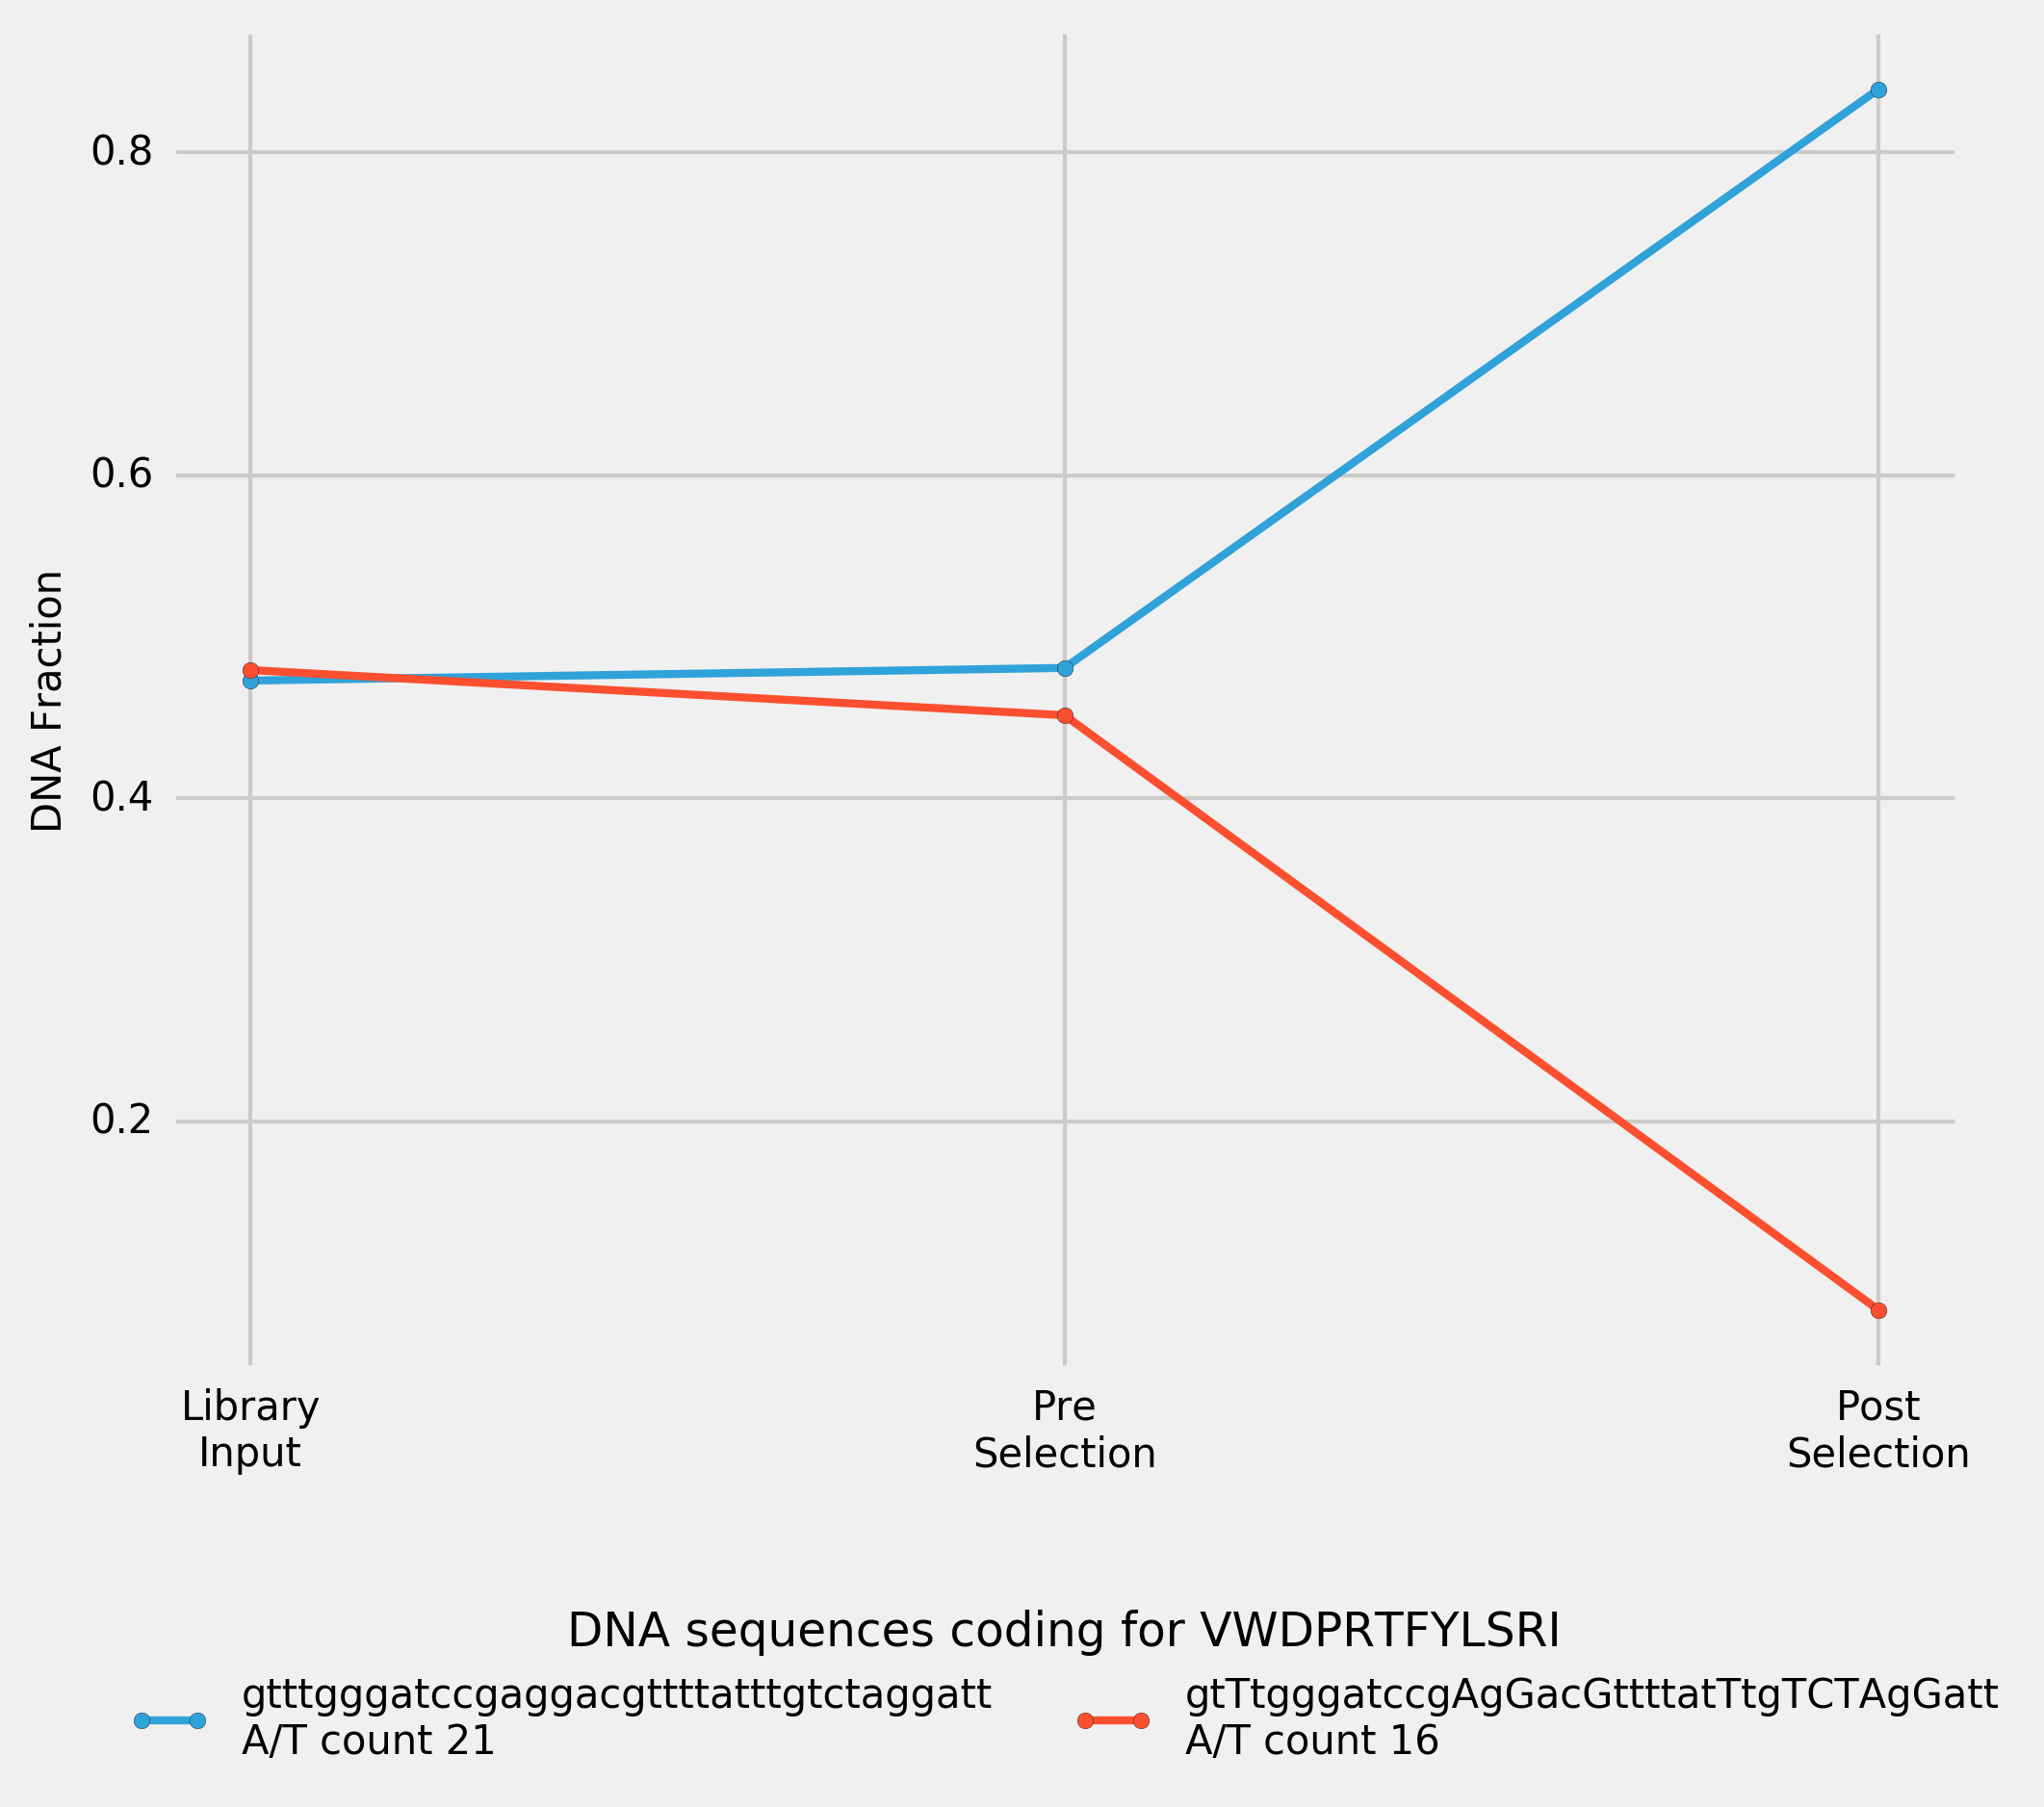 0.8
0.6
0.4
0.2
DNA Fraction
Library
Input
Pre
Selection
Post
Selection
DNA sequences coding for VWDPRTFYLSRI
gtttgggatccgaggacgttttatttgtctaggatt
A/T count 21
gtTtgggatccgAgGacGttttatTtgTCTAgGatt
A/T count 16